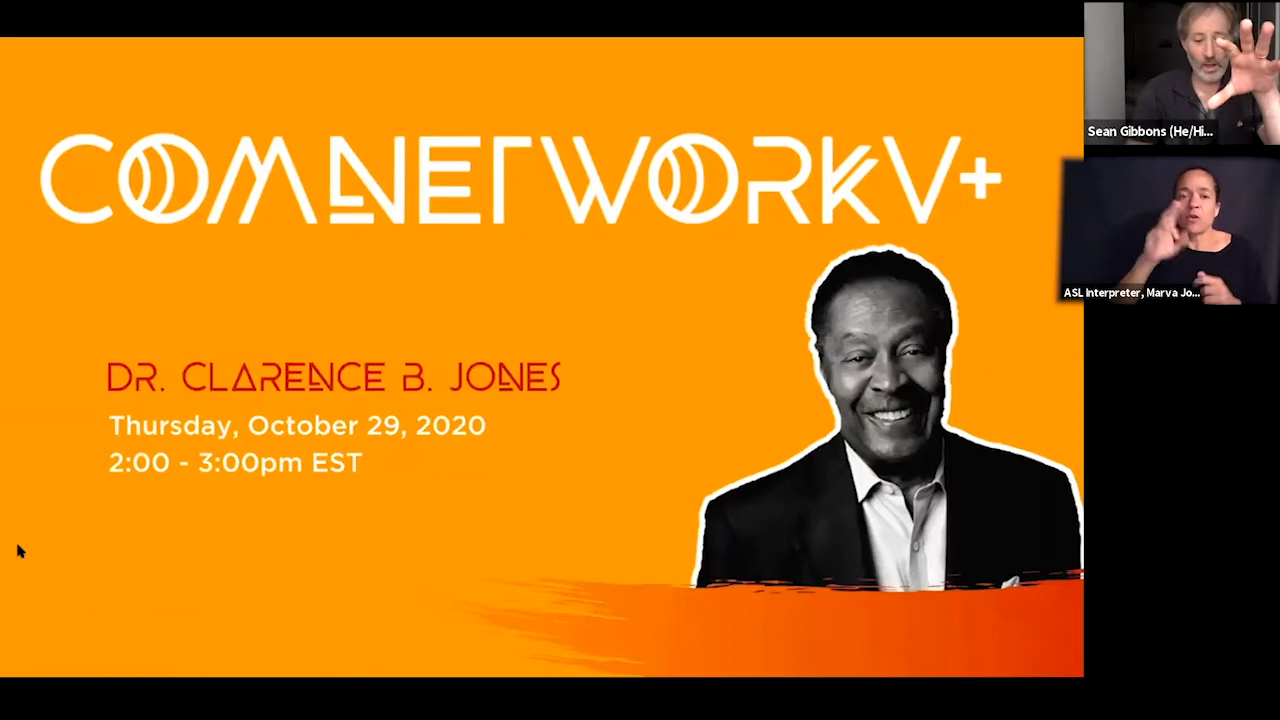 COMNETWORKV+
DR. CLARENCE B. JONES
Thursday, October 29, 2020
2:00 - 3:00pm EST
Sean Gibbons (He/Hi...
ASL Interpreter, Marva Jo...